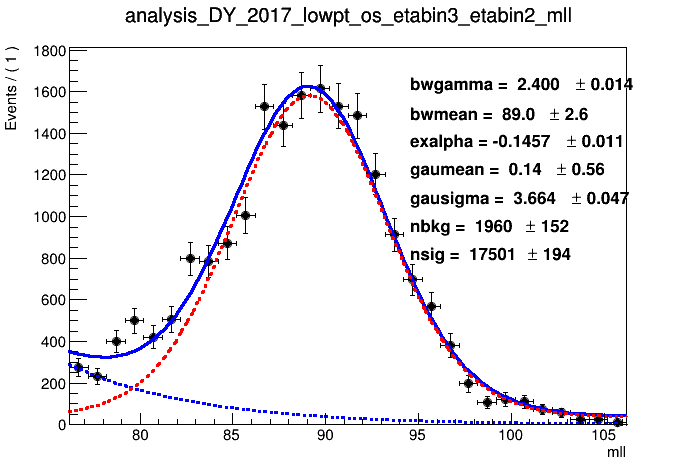 analysis_DY_2017_lowpt_os_etabin3_etabin2_mll
Events / ( 1 )
1800
1600
1400
1200
1000
800
600
400
200
0
bwgamma = 2.400 ± 0.014
bwmean = 89.0 ± 2.6
exalpha = -0.1457 ± 0.011
gaumean = 0.14 ± 0.56
gausigma = 3.664 ± 0.047
nbkg = 1960 ± 152
nsig = 17501 ± 194
80 85 90 95 100 105
mll